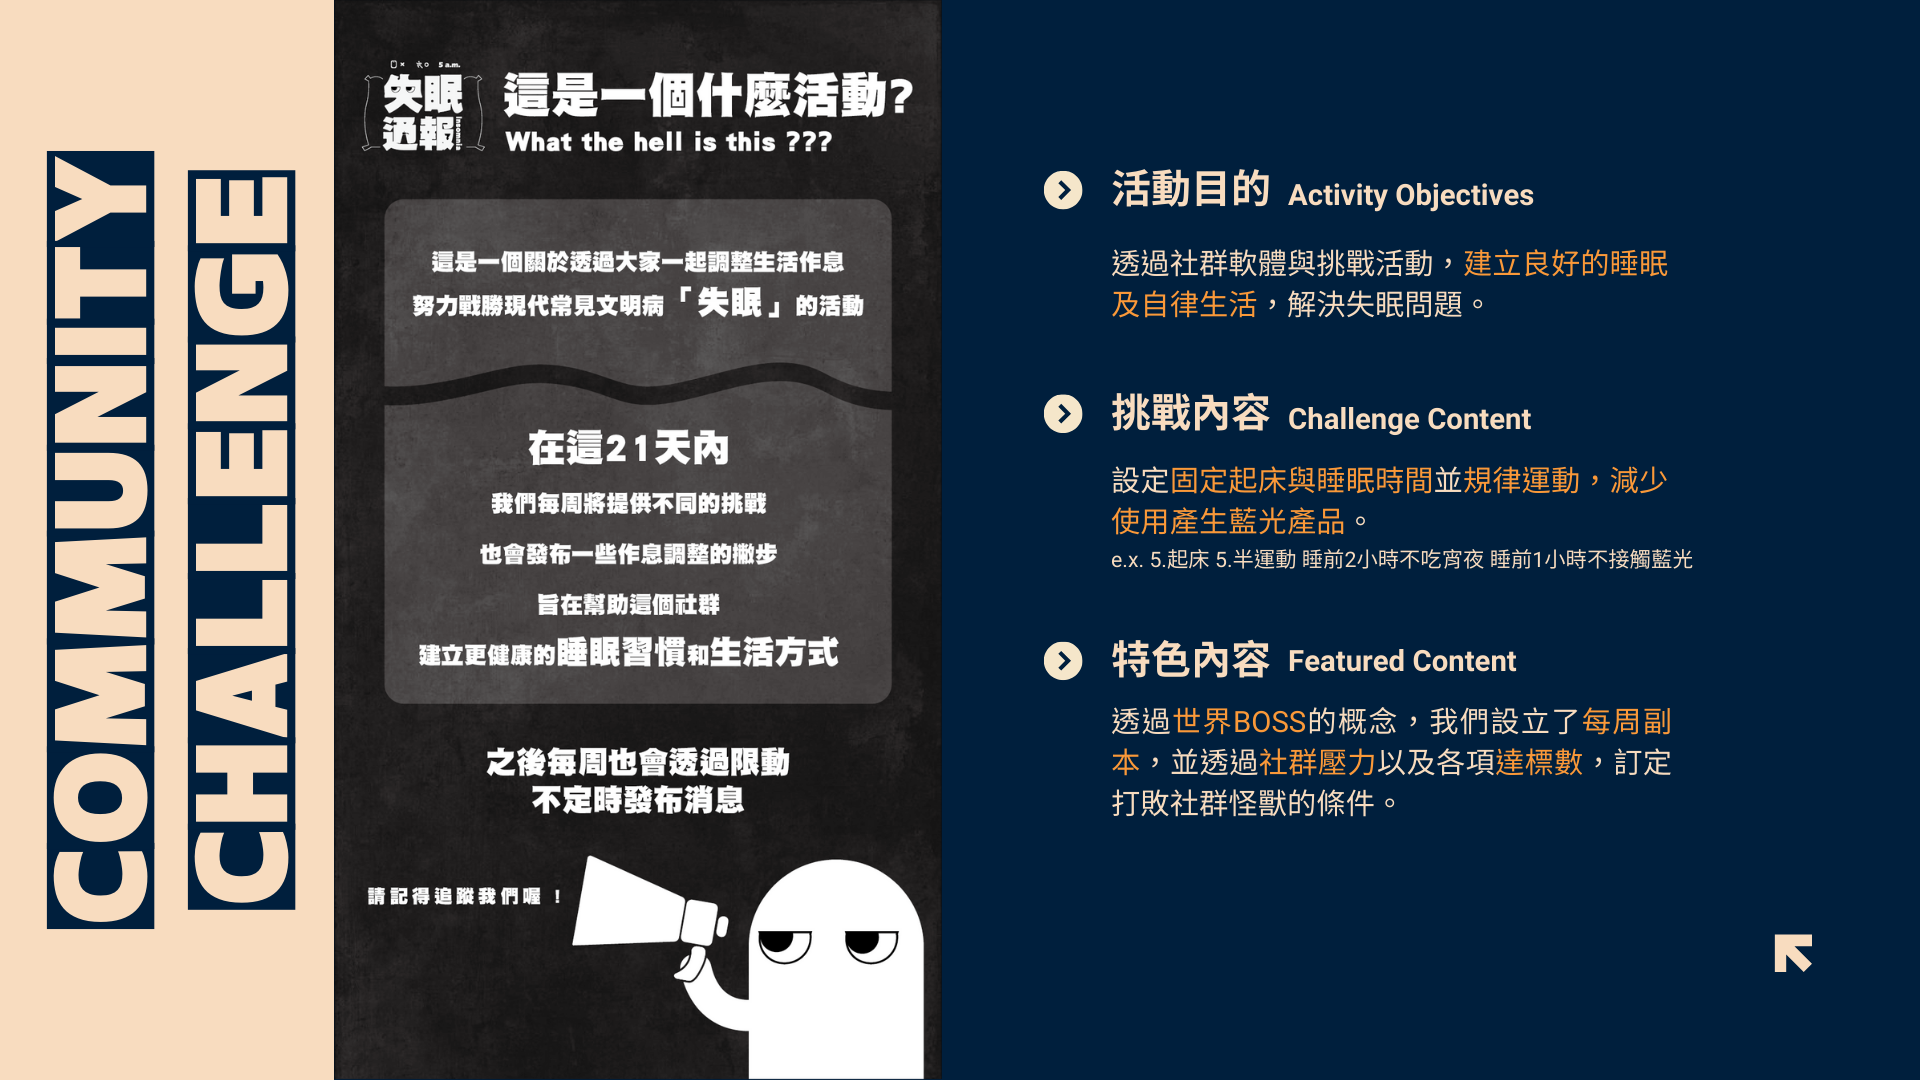 COMMUNITY
CHALLENGE
5 a.m.
失眠
通報
insomnia
這是一個什麼活動?
What the hell is this ???
這是一個關於透過大家一起調整生活作息
努力戰勝現代常見文明病「失眠」的活動
在這21天內
我們每周將提供不同的挑戰
也會發布一些作息調整的撇步
旨在幫助這個社群
建立更健康的睡眠習慣和生活方式
之後每周也會透過限動
不定時發布消息
請記得追蹤我們喔！
活動目的 Activity Objectives
透過社群軟體與挑戰活動，建立良好的睡眠
及自律生活，解決失眠問題。
挑戰內容 Challenge Content
設定固定起床與睡眠時間並規律運動，減少
使用產生藍光產品。
e.x. 5.起床 5.半運動 睡前2小時不吃宵夜 睡前1小時不接觸藍光
特色內容 Featured Content
透過世界BOSS的概念，我們設立了每周副
本，並透過社群壓力以及各項達標數，訂定
打敗社群怪獸的條件。